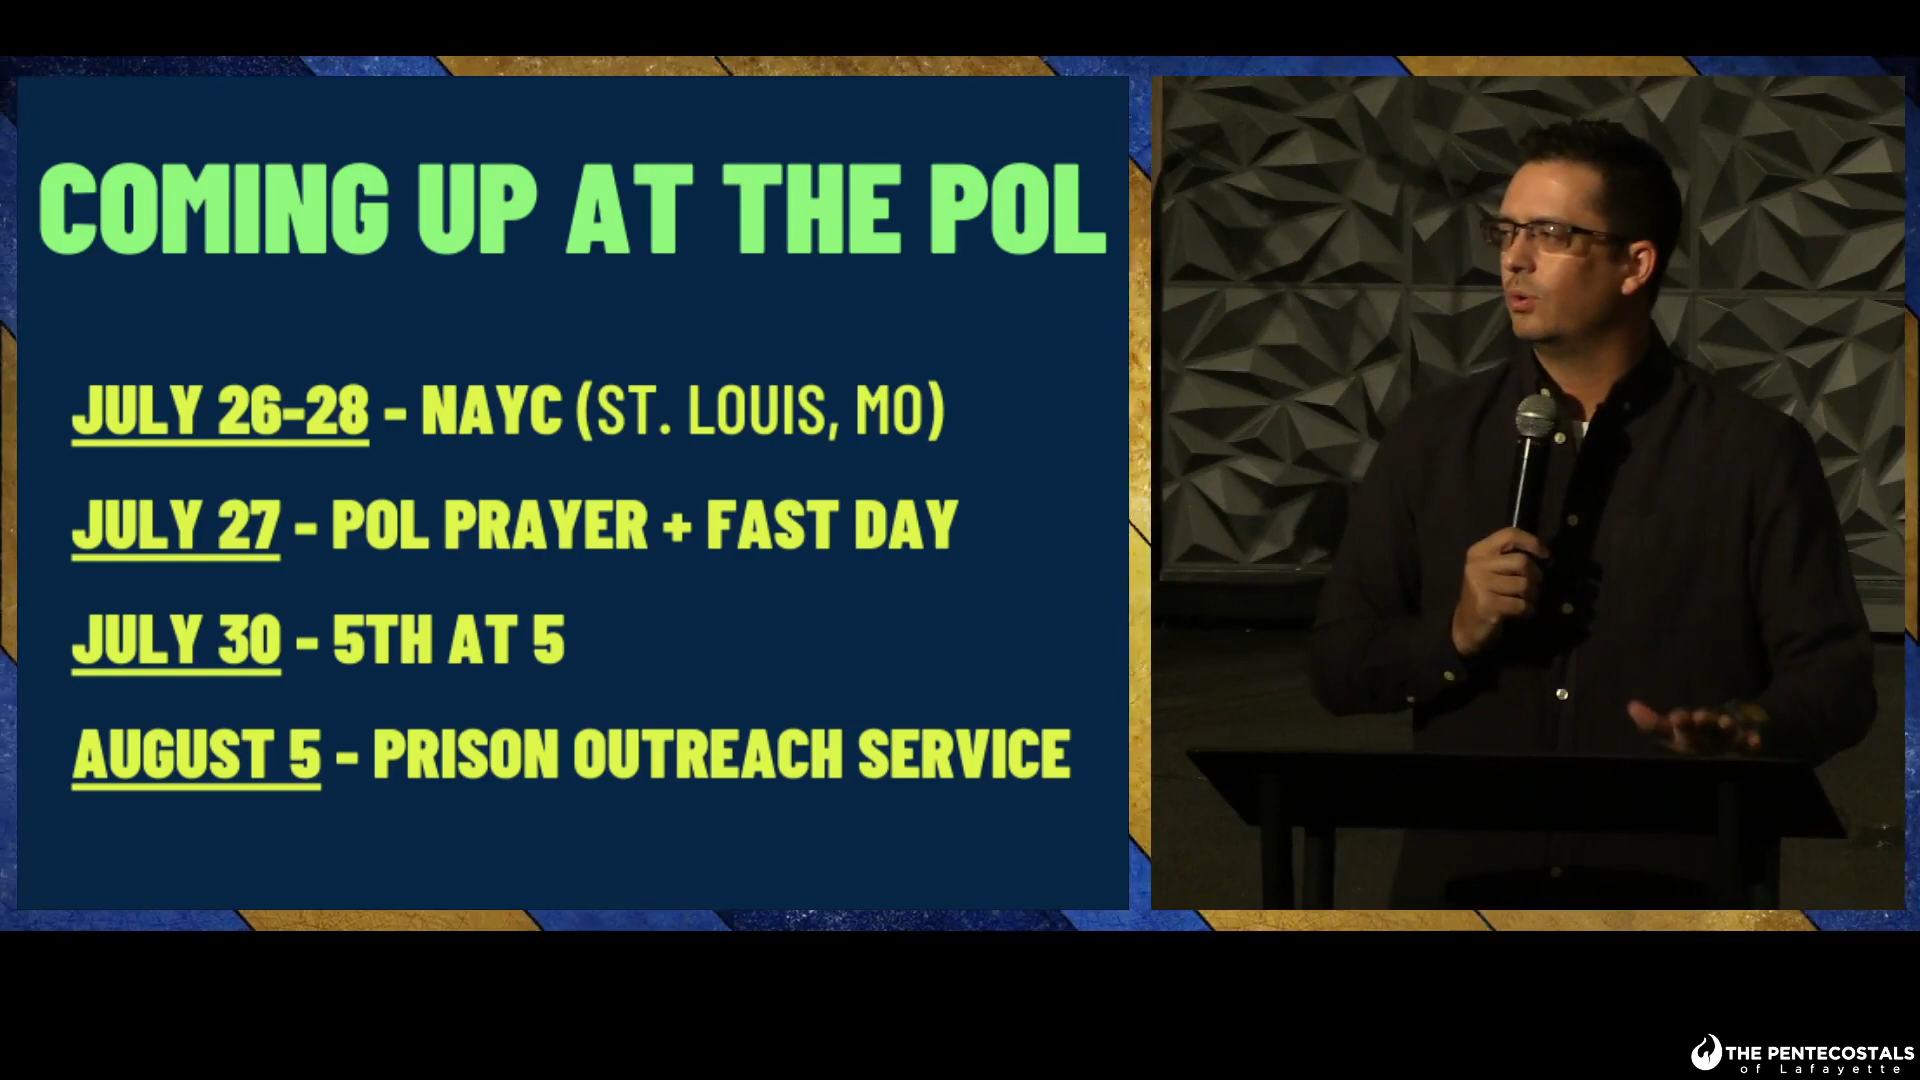 COMING UP AT THE POL
JULY 26-28 - NAYC (ST. LOUIS, MO)
JULY 27 - POL PRAYER + FAST DAY
JULY 30 - 5TH AT 5
AUGUST 5 - PRISON OUTREACH SERVICE
THE PENTECOSTALS
of Lafayette